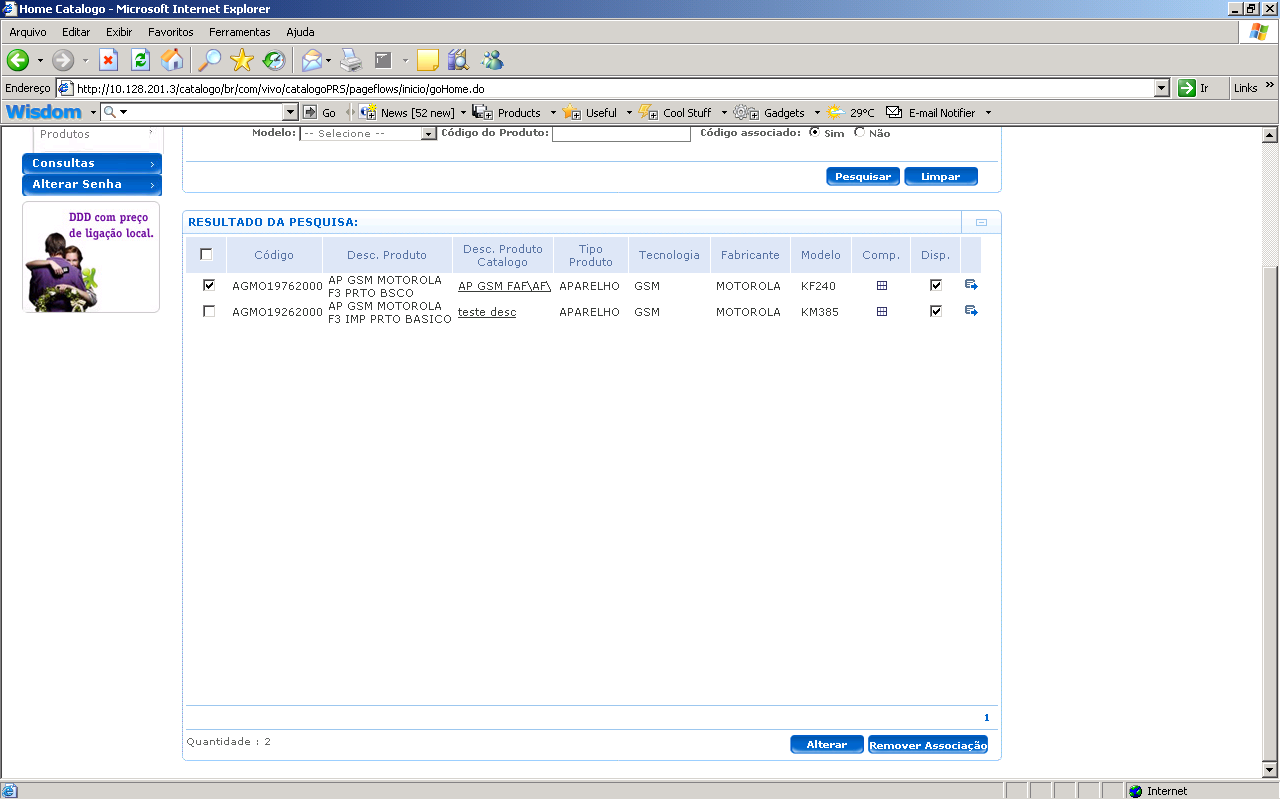 Home Catalogo - Microsoft Internet Explorer
Arquivo Editar Exibir Favoritos Ferramentas Ajuda
Endereço http://10.128.201.3/catalogo/br/com/vivo/catalogoPRS/pageflows/inicio/goHome.do Ir Links »
Wisdom Go News [52 new] Products Useful Cool Stuff Gadgets 29°C E-mail Notifier
Produtos
Modelo: -- Selecione -- Código do Produto: Código associado: Sim Não
Consultas
Alterar Senha
Pesquisar Limpar
DDD com preço
de ligação local.
RESULTADO DA PESQUISA:
Código Desc. Produto Desc. Produto Catalogo Tipo Produto Tecnologia Fabricante Modelo Comp. Disp.
AGMO19762000 AP GSM MOTOROLA F3 PRTO BSCO AP GSM FAF\AF\ APARELHO GSM MOTOROLA KF240
AGMO19262000 AP GSM MOTOROLA F3 IMP PRTO BASICO teste desc APARELHO GSM MOTOROLA KM385
1
Quantidade : 2
Alterar Remover Associação
Internet